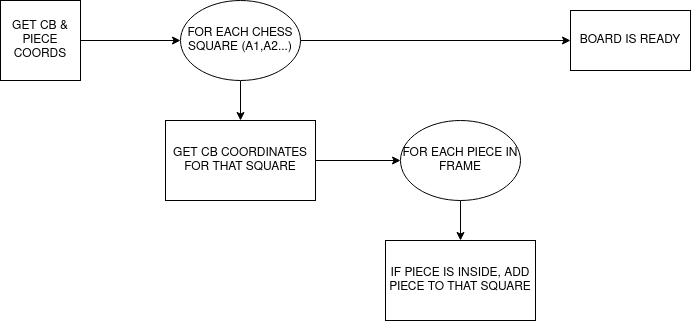 GET CB &
PIECE
COORDS
FOR EACH CHESS
SQUARE (A1,A2...)
BOARD IS READY
GET CB COORDINATES
FOR THAT SQUARE
FOR EACH PIECE IN
FRAME
IF PIECE IS INSIDE, ADD
PIECE TO THAT SQUARE